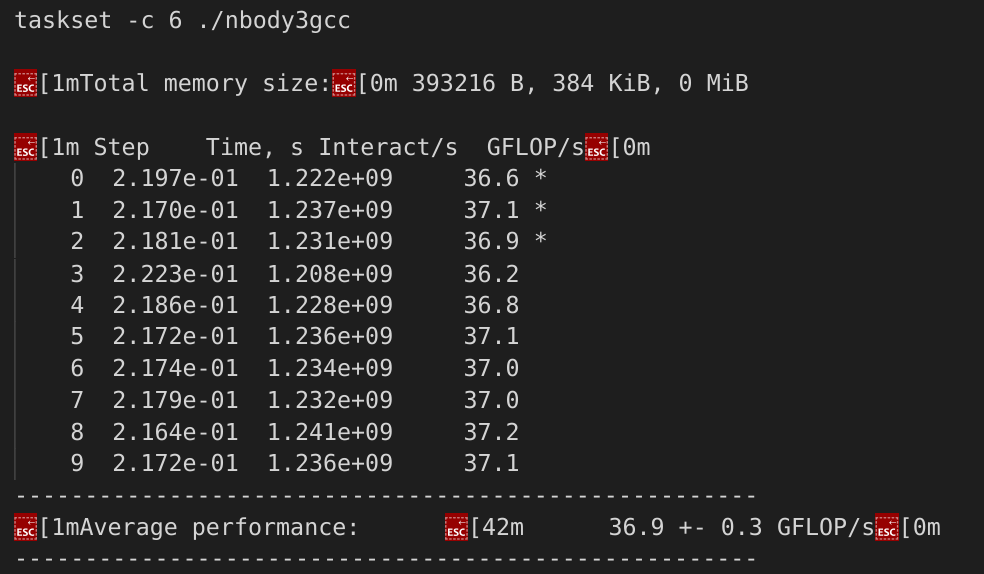 taskset -c 6 ./nbody3gcc
ESC[1mTotal memory size:ESC[0m 393216 B, 384 KiB, 0 MiB
ESC[1m Step    Time, s Interact/s  GFLOP/sESC[0m
0  2.197e-01  1.222e+09     36.6 *
1  2.170e-01  1.237e+09     37.1 *
2  2.181e-01  1.231e+09     36.9 *
3  2.223e-01  1.208e+09     36.2
4  2.186e-01  1.228e+09     36.8
5  2.172e-01  1.236e+09     37.1
6  2.174e-01  1.234e+09     37.0
7  2.179e-01  1.232e+09     37.0
8  2.164e-01  1.241e+09     37.2
9  2.172e-01  1.236e+09     37.1
-----------------------------------------------------
ESC[1mAverage performance:      ESC[42m      36.9 +- 0.3 GFLOP/sESC[0m
-----------------------------------------------------